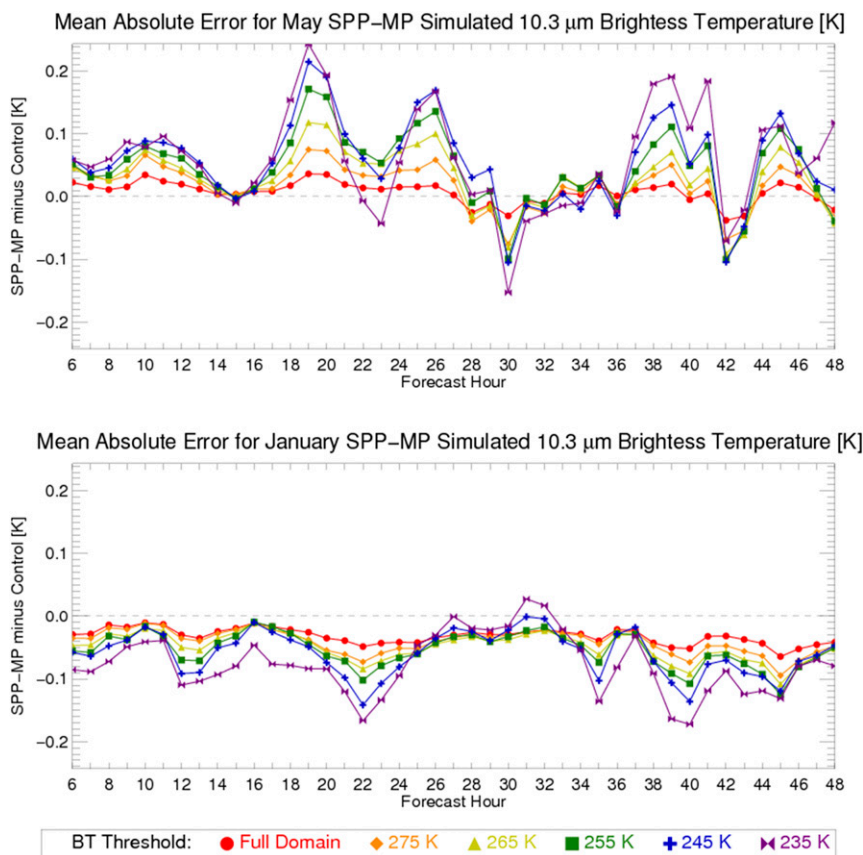 Mean Absolute Error for May SPP-MP Simulated 10.3 μm Brightess Temperature [K]
SPP-MP minus Control [K]
0.2
0.1
0.0
-0.1
-0.2
6 8 10 12 14 16 18 20 22 24 26 28 30 32 34 36 38 40 42 44 46 48
Forecast Hour
Mean Absolute Error for January SPP-MP Simulated 10.3 μm Brightess Temperature [K]
SPP-MP minus Control [K]
0.2
0.1
0.0
-0.1
-0.2
6 8 10 12 14 16 18 20 22 24 26 28 30 32 34 36 38 40 42 44 46 48
Forecast Hour
BT Threshold: Full Domain 275 K 265 K 255 K 245 K 235 K